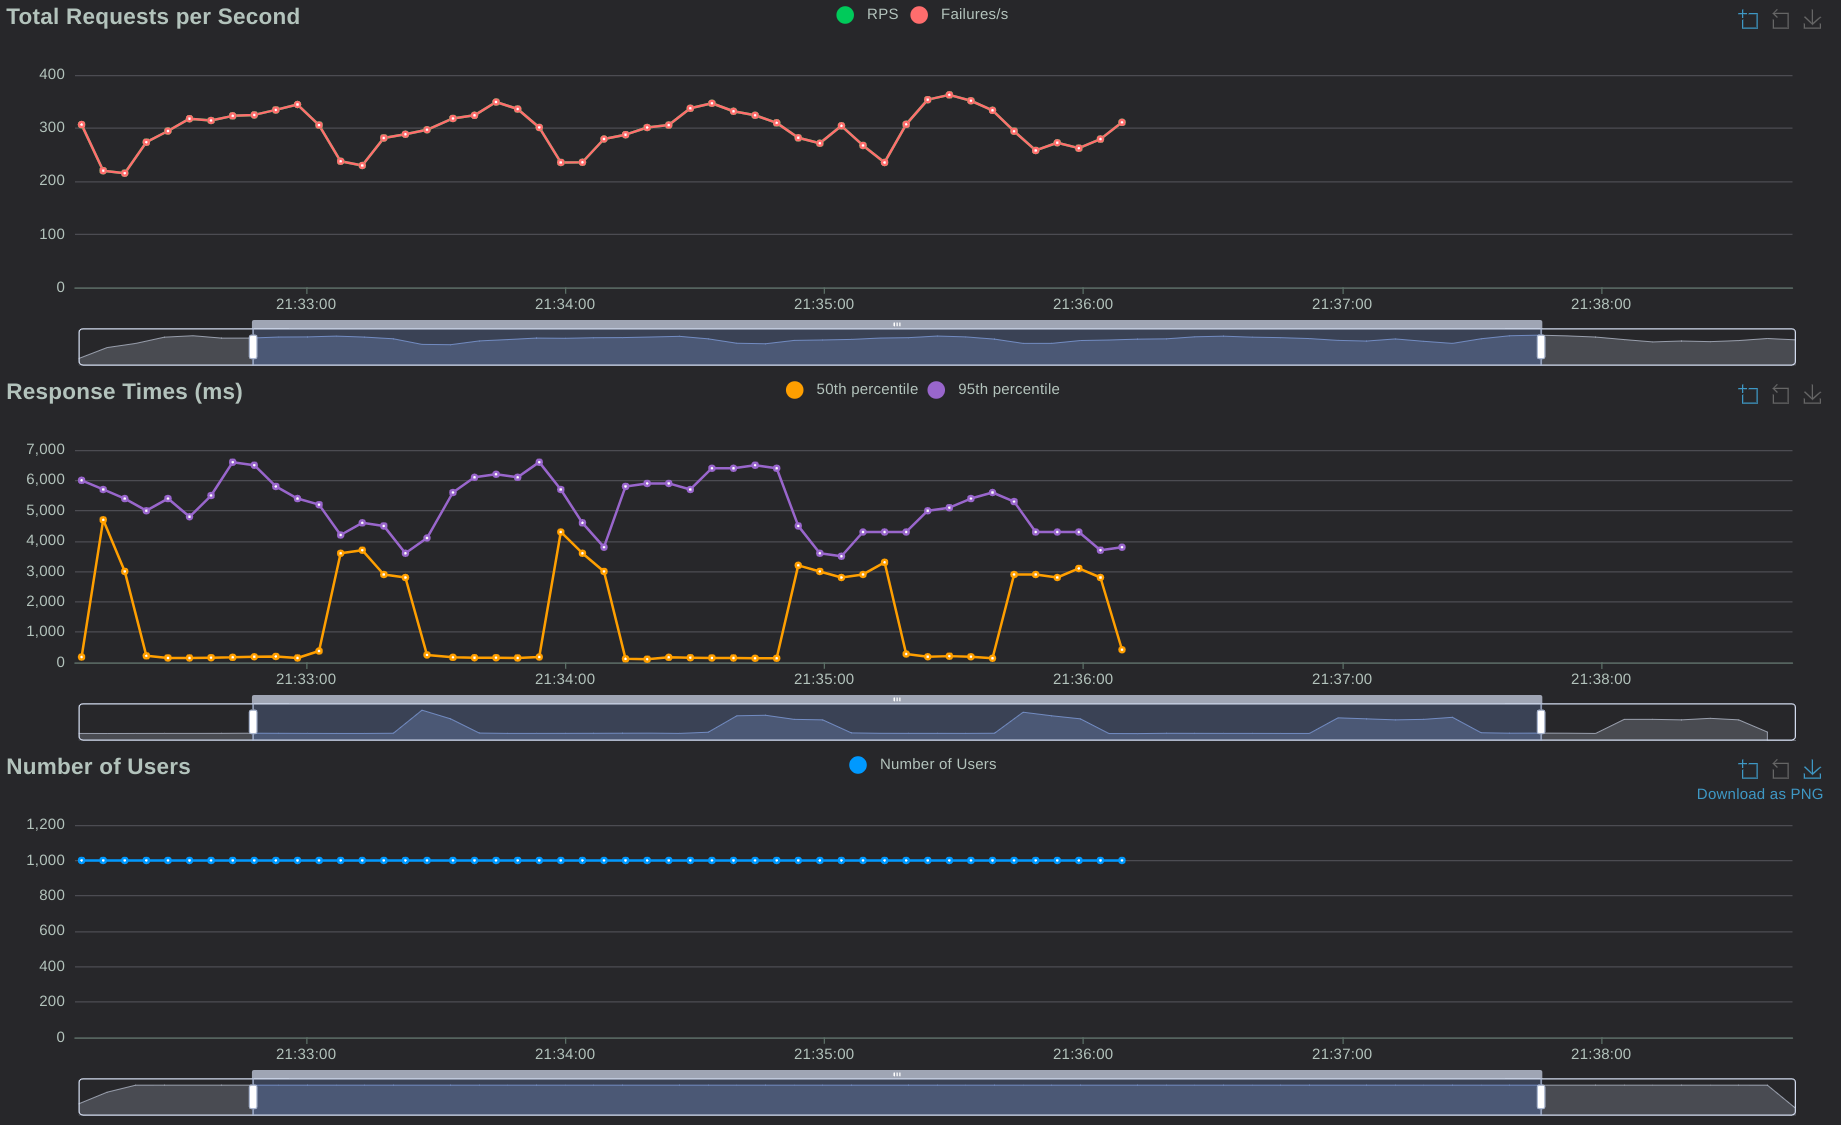 Total Requests per Second
RPS Failures/s
400
300
200
100
0
21:33:00 21:34:00 21:35:00 21:36:00 21:37:00 21:38:00
Response Times (ms)
50th percentile 95th percentile
7,000
6,000
5,000
4,000
3,000
2,000
1,000
0
21:33:00 21:34:00 21:35:00 21:36:00 21:37:00 21:38:00
Number of Users
Number of Users
Download as PNG
1,200
1,000
800
600
400
200
0
21:33:00 21:34:00 21:35:00 21:36:00 21:37:00 21:38:00